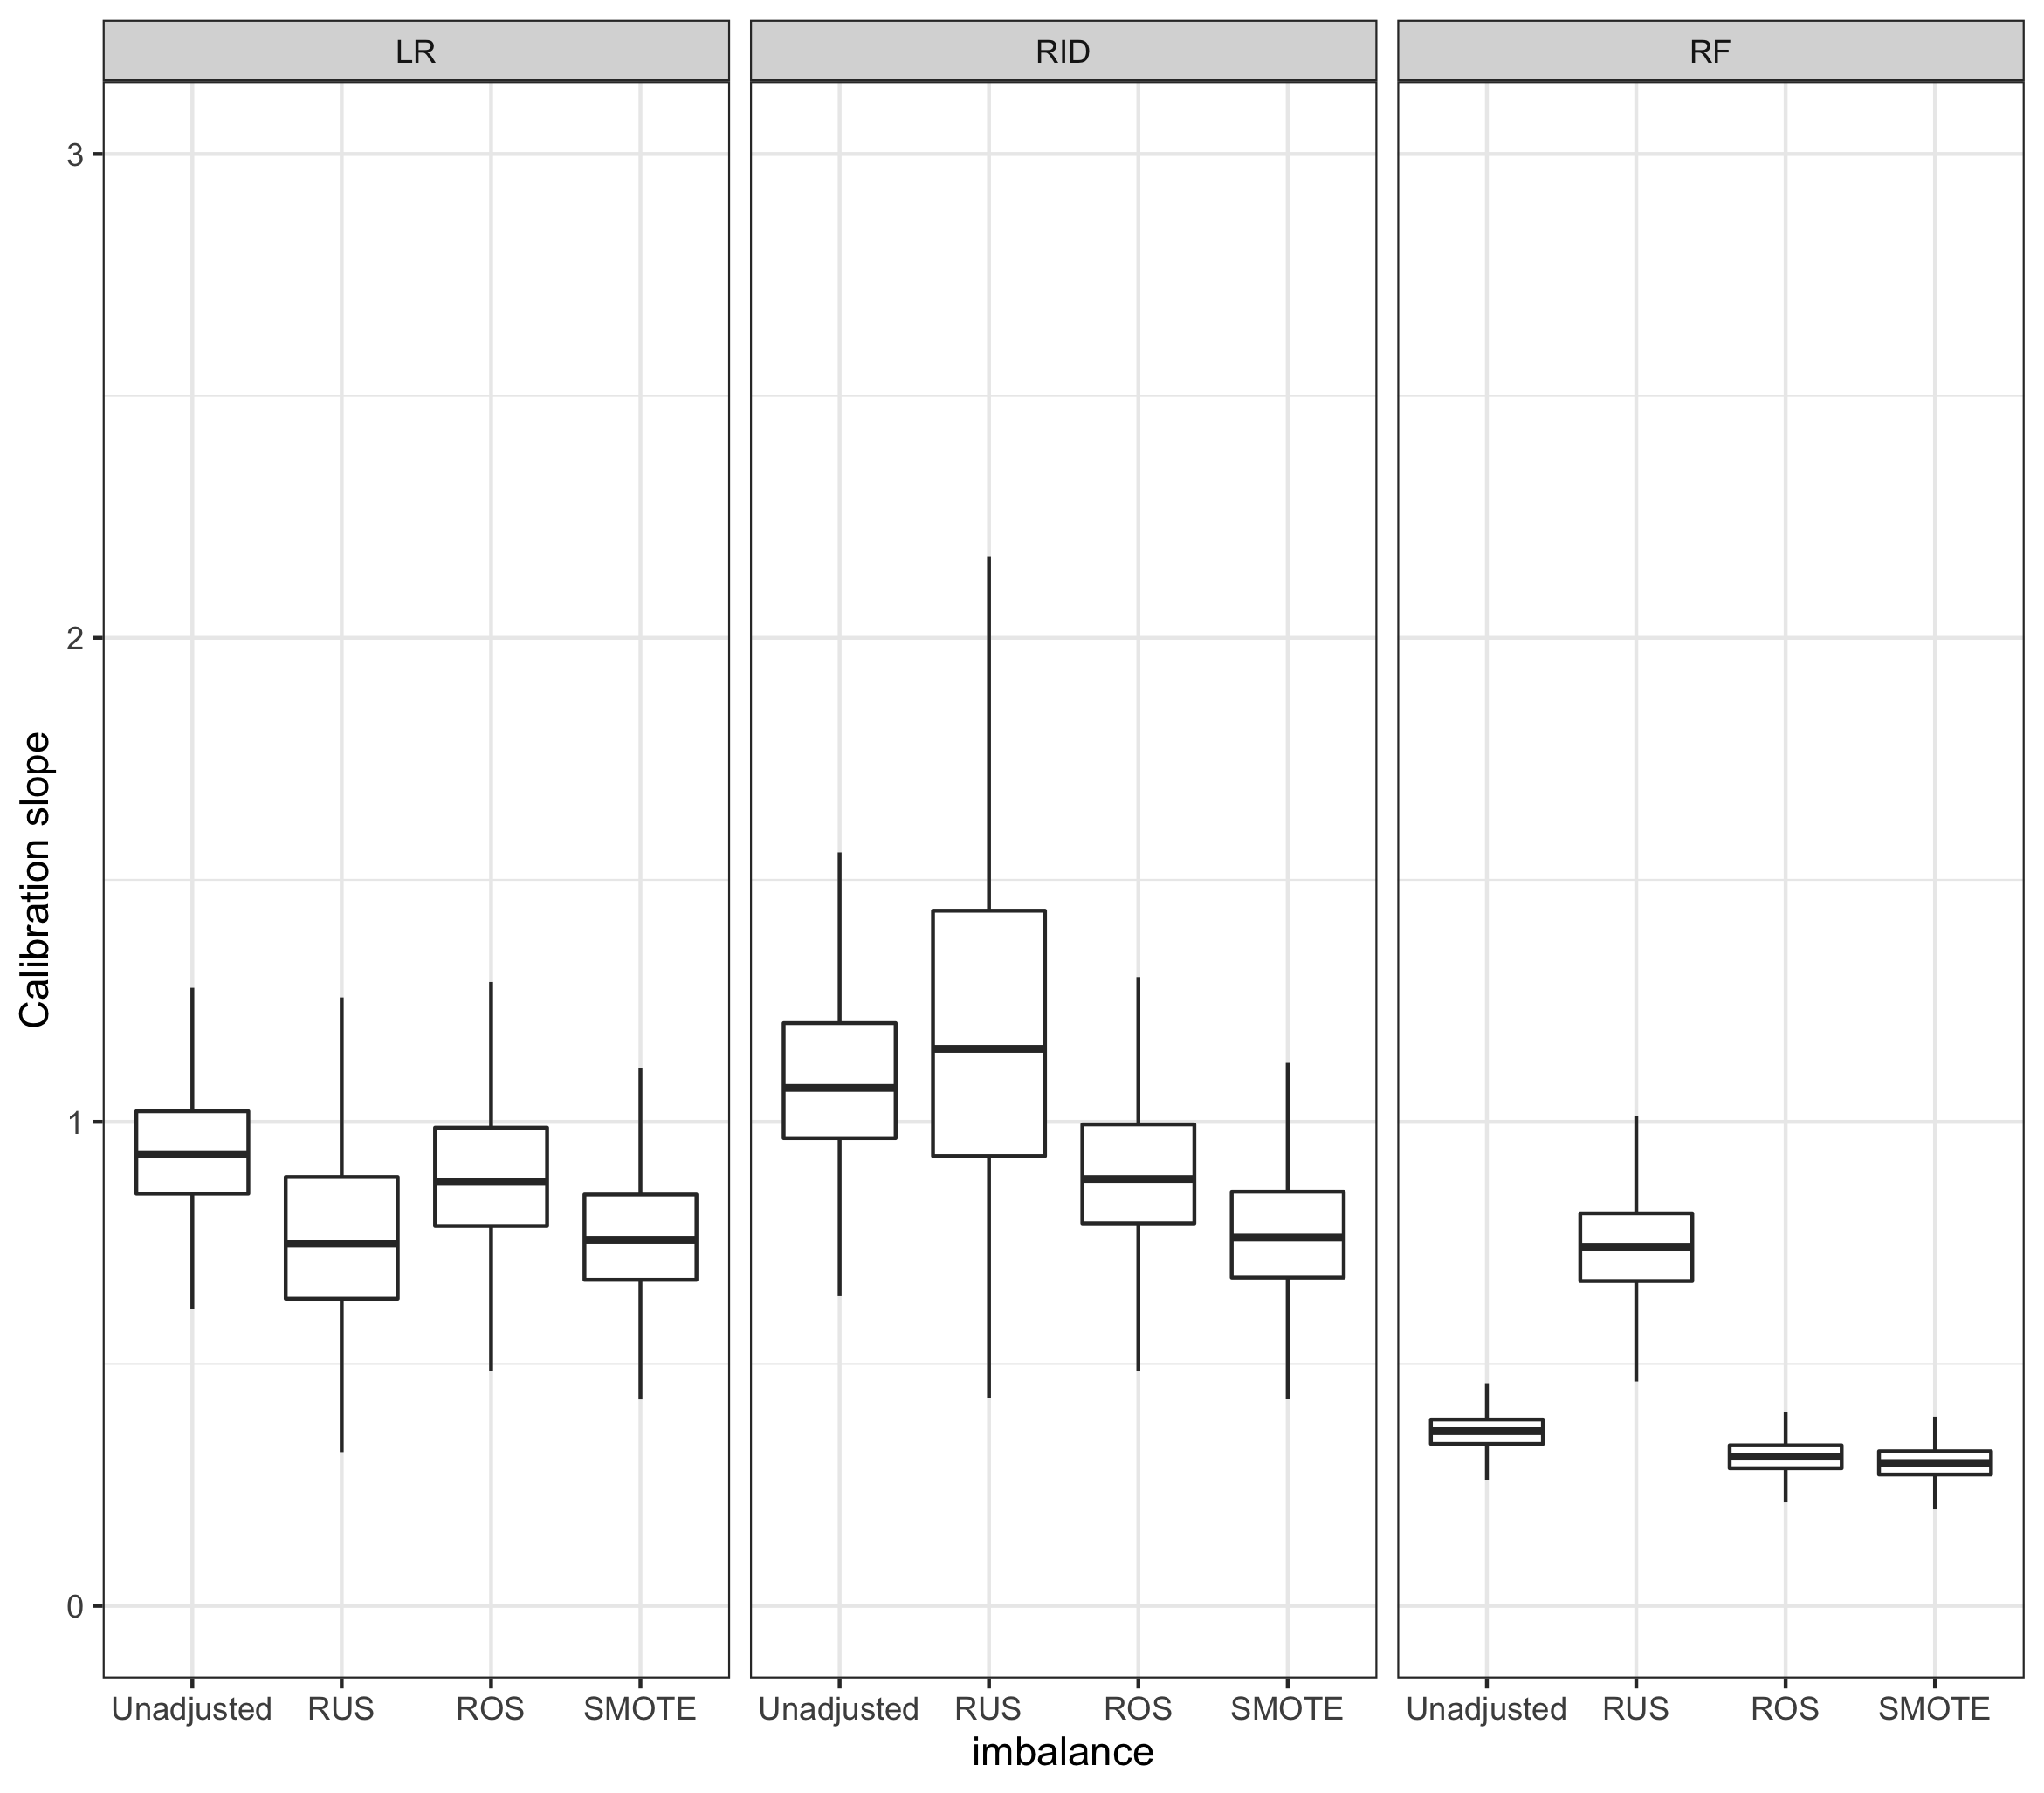 LR RID RF
3
2
1
0
Calibration slope
Unadjusted RUS ROS SMOTE Unadjusted RUS ROS SMOTE Unadjusted RUS ROS SMOTE
imbalance